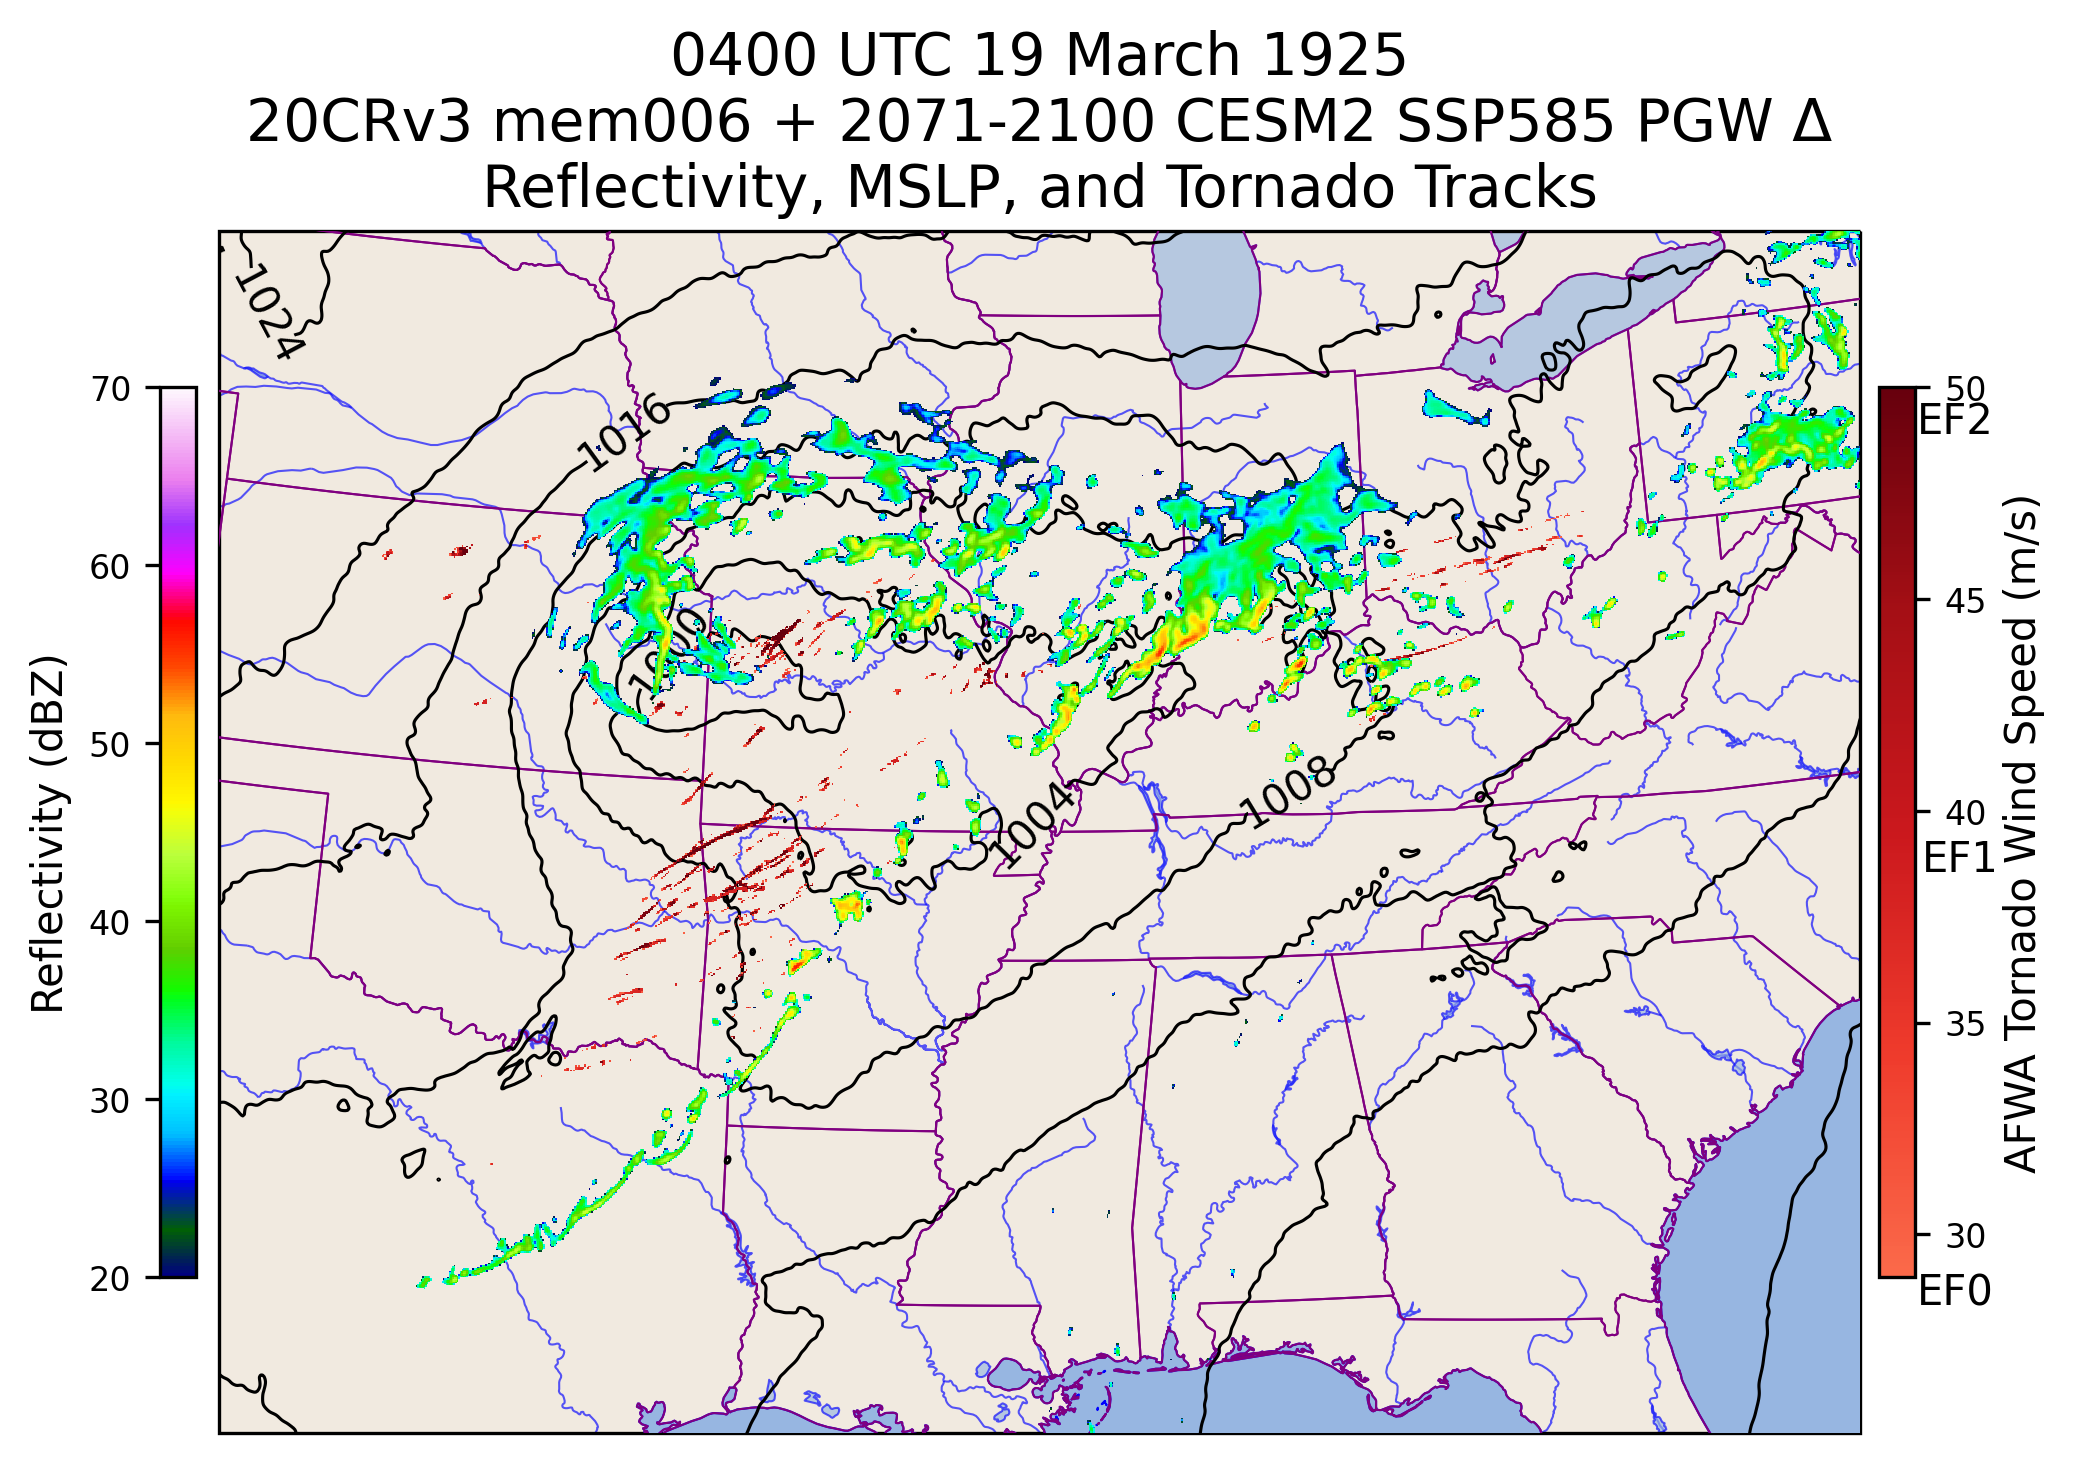 0400 UTC 19 March 1925
20CRv3 mem006 + 2071-2100 CESM2 SSP585 PGW Δ
Reflectivity, MSLP, and Tornado Tracks
1024
1016
1000
1004
1008
70
60
50
40
30
20
Reflectivity (dBZ)
50
EF2
45
40
EF1
35
30
EF0
AFWA Tornado Wind Speed (m/s)